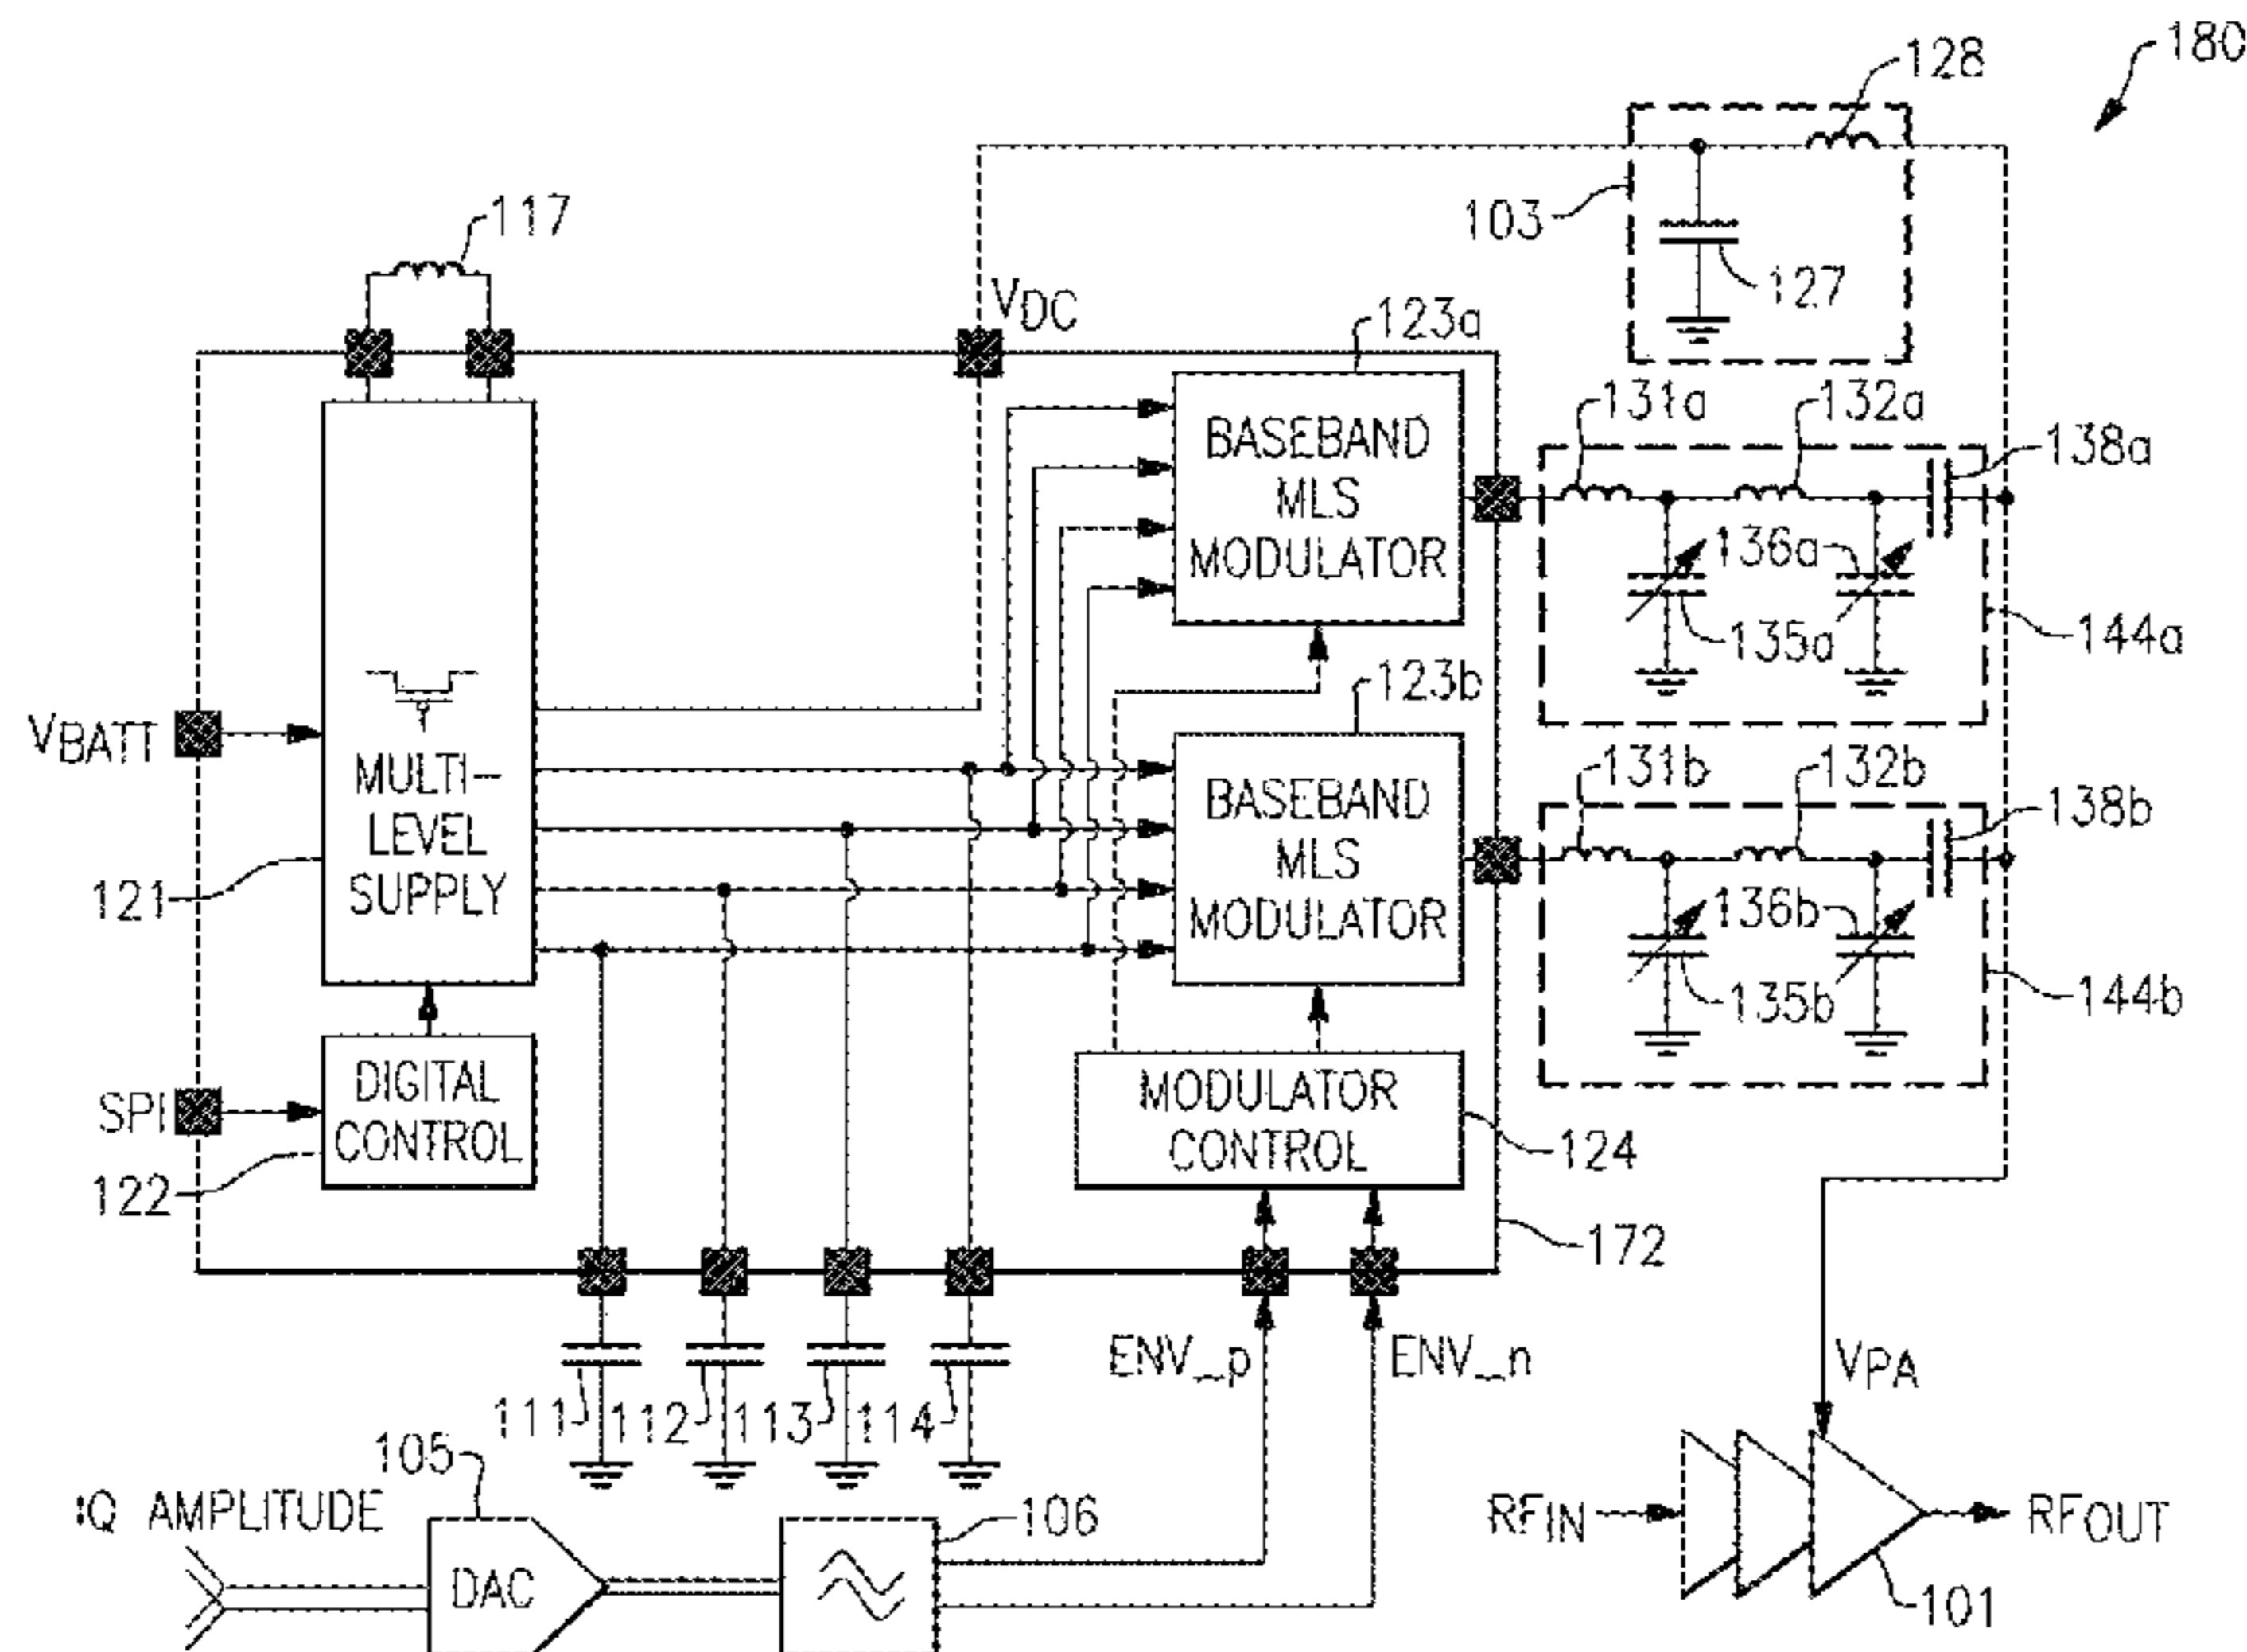 180
128
117
103
127
VDC
123a
131a
132a
138a
BASEBAND
MLS
MODULATOR
136a
135a
144a
123b
VBATT
MULTI-
LEVEL
SUPPLY
131b
132b
138b
BASEBAND
MLS
MODULATOR
121
136b
135b
144b
DIGITAL
CONTROL
SPI
MODULATOR
CONTROL
124
122
172
ENV_p
ENV_n
VPA
111
112
113
114
105
IQ AMPLITUDE
106
DAC
RFIN
RFOUT
101